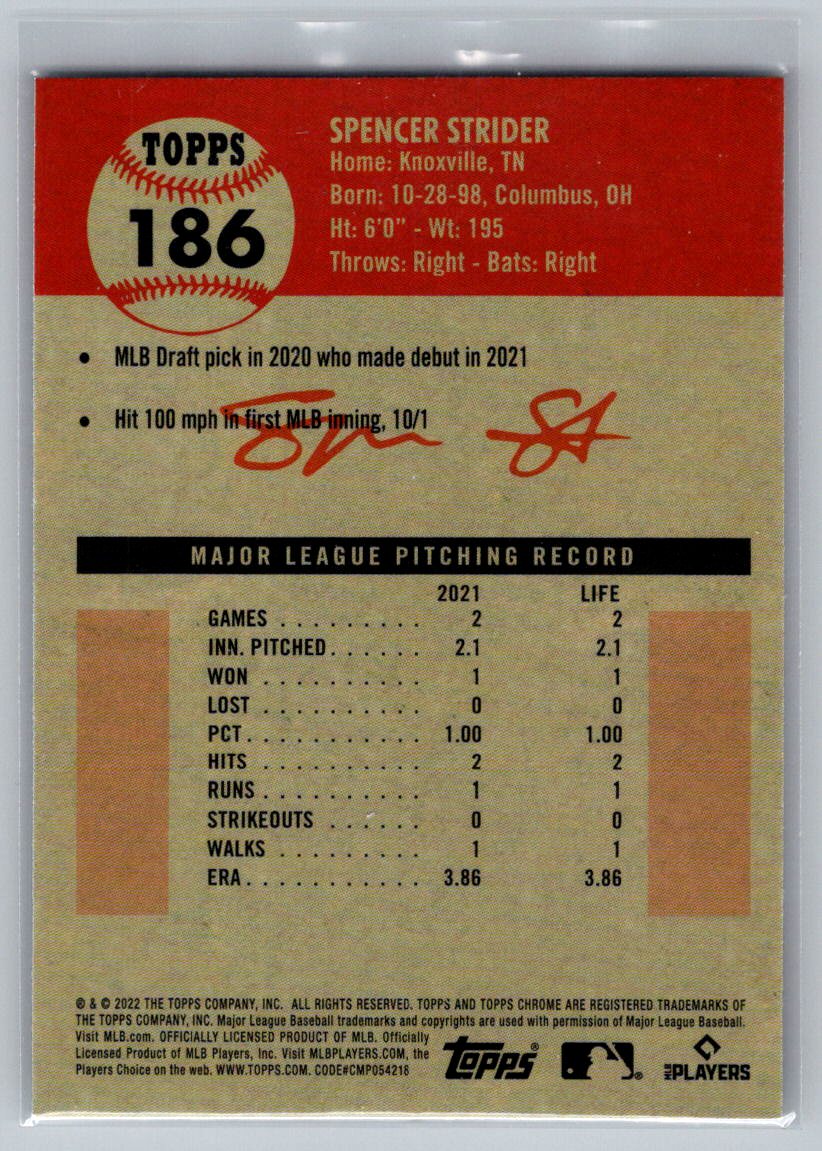 TOPPS
186
SPENCER STRIDER
Home: Knoxville, TN
Born: 10-28-98, Columbus, OH
Ht: 6'0" - Wt: 195
Throws: Right - Bats: Right
• MLB Draft pick in 2020 who made debut in 2021
• Hit 100 mph in first MLB inning, 10/1
MAJOR LEAGUE PITCHING RECORD
2021 LIFE
GAMES . . . . . . . . . 2 2
INN. PITCHED. . . . . . 2.1 2.1
WON . . . . . . . . . . 1 1
LOST . . . . . . . . . . 0 0
PCT. . . . . . . . . . . 1.00 1.00
HITS . . . . . . . . . . 2 2
RUNS . . . . . . . . . . 1 1
STRIKEOUTS . . . . . . 0 0
WALKS . . . . . . . . . 1 1
ERA. . . . . . . . . . . 3.86 3.86
® & © 2022 THE TOPPS COMPANY, INC. ALL RIGHTS RESERVED. TOPPS AND TOPPS CHROME ARE REGISTERED TRADEMARKS OF
THE TOPPS COMPANY, INC. Major League Baseball trademarks and copyrights are used with permission of Major League Baseball.
Visit MLB.com. OFFICIALLY LICENSED PRODUCT OF MLB. Officially
Licensed Product of MLB Players, Inc. Visit MLBPLAYERS.COM, the
Players Choice on the web. WWW.TOPPS.COM. CODE#CMP054218
topps®
®
MLB PLAYERS